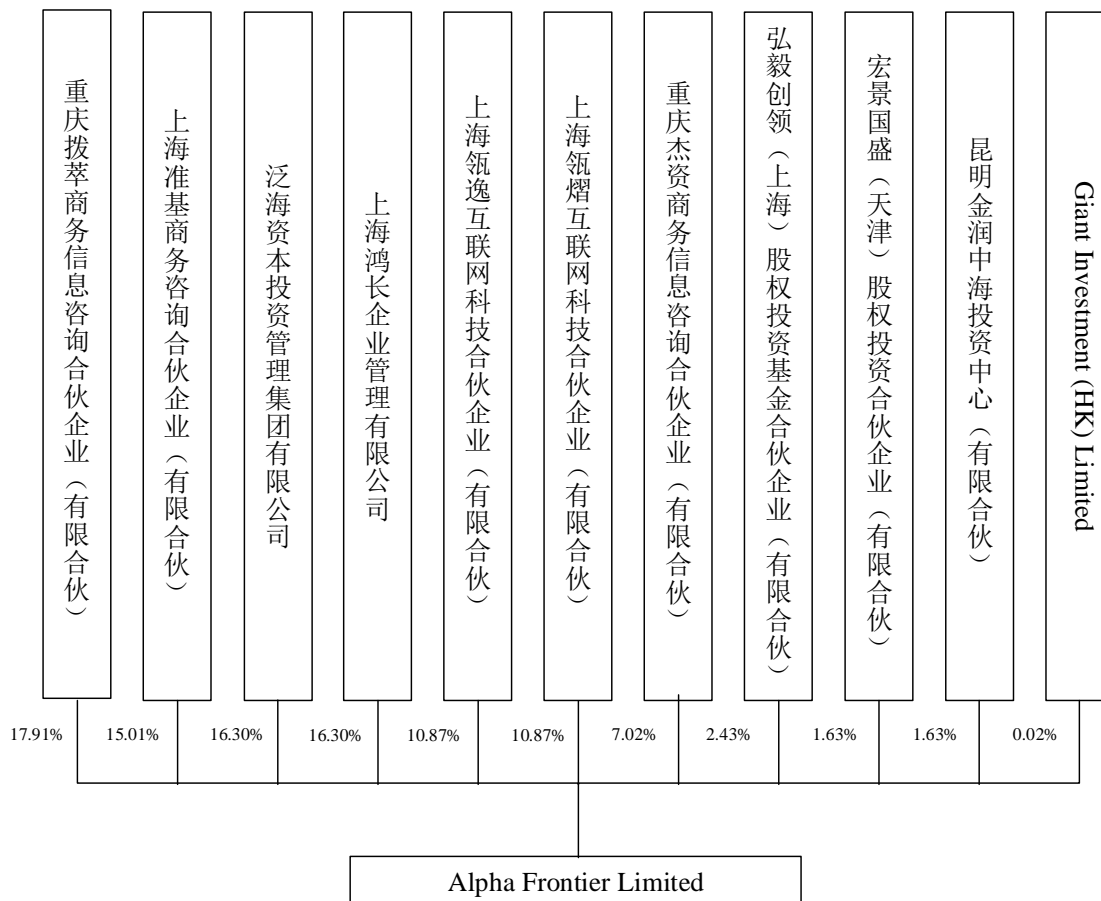 重庆拨萃商务信息咨询合伙企业（有限合伙）
上海准基商务咨询合伙企业（有限合伙）
泛海资本投资管理集团有限公司
上海鸿长企业管理有限公司
上海瓴逸互联网科技合伙企业（有限合伙）
上海瓴熠互联网科技合伙企业（有限合伙）
重庆杰资商务信息咨询合伙企业（有限合伙）
弘毅创领（上海）股权投资基金合伙企业（有限合伙）
宏景国盛（天津）股权投资合伙企业（有限合伙）
昆明金润中海投资中心（有限合伙）
Giant Investment (HK) Limited
17.91%
15.01%
16.30%
16.30%
10.87%
10.87%
7.02%
2.43%
1.63%
1.63%
0.02%
Alpha Frontier Limited